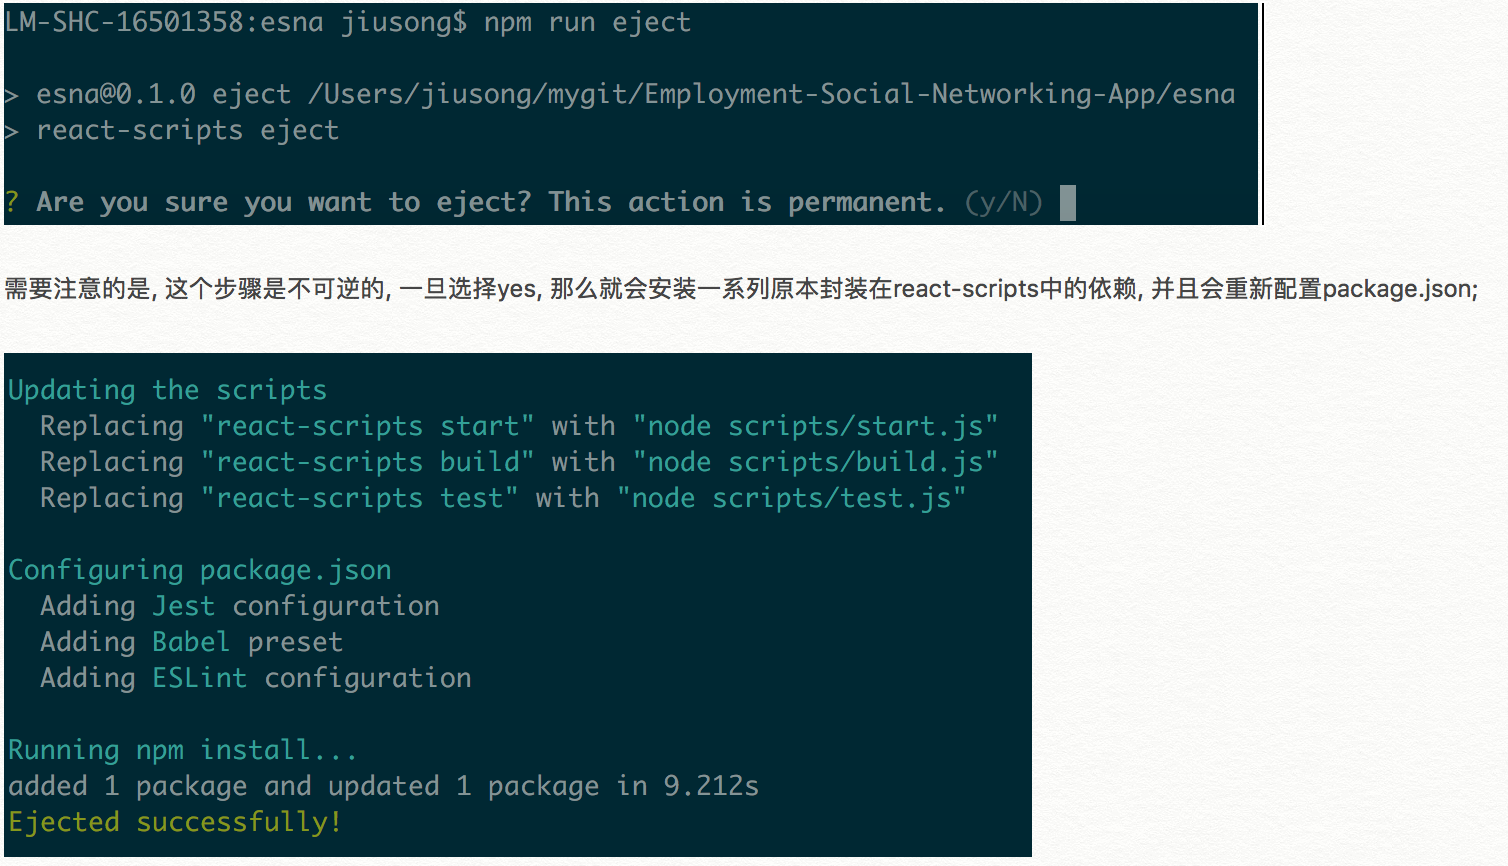 LM-SHC-16501358:esna jiusong$ npm run eject
> esna@0.1.0 eject /Users/jiusong/mygit/Employment-Social-Networking-App/esna
> react-scripts eject
? Are you sure you want to eject? This action is permanent. (y/N)
需要注意的是, 这个步骤是不可逆的, 一旦选择yes, 那么就会安装一系列原本封装在react-scripts中的依赖, 并且会重新配置package.json;
Updating the scripts
Replacing "react-scripts start" with "node scripts/start.js"
Replacing "react-scripts build" with "node scripts/build.js"
Replacing "react-scripts test" with "node scripts/test.js"
Configuring package.json
Adding Jest configuration
Adding Babel preset
Adding ESLint configuration
Running npm install...
added 1 package and updated 1 package in 9.212s
Ejected successfully!